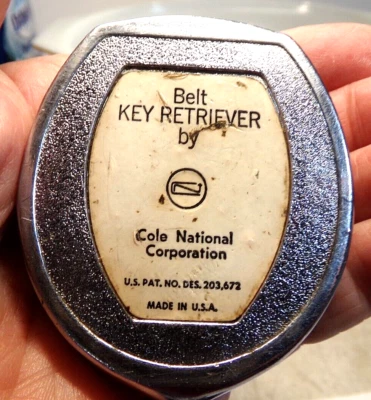 Belt
KEY RETRIEVER
by
Cole National
Corporation
U.S. PAT. NO. DES. 203,672
MADE IN U.S.A.